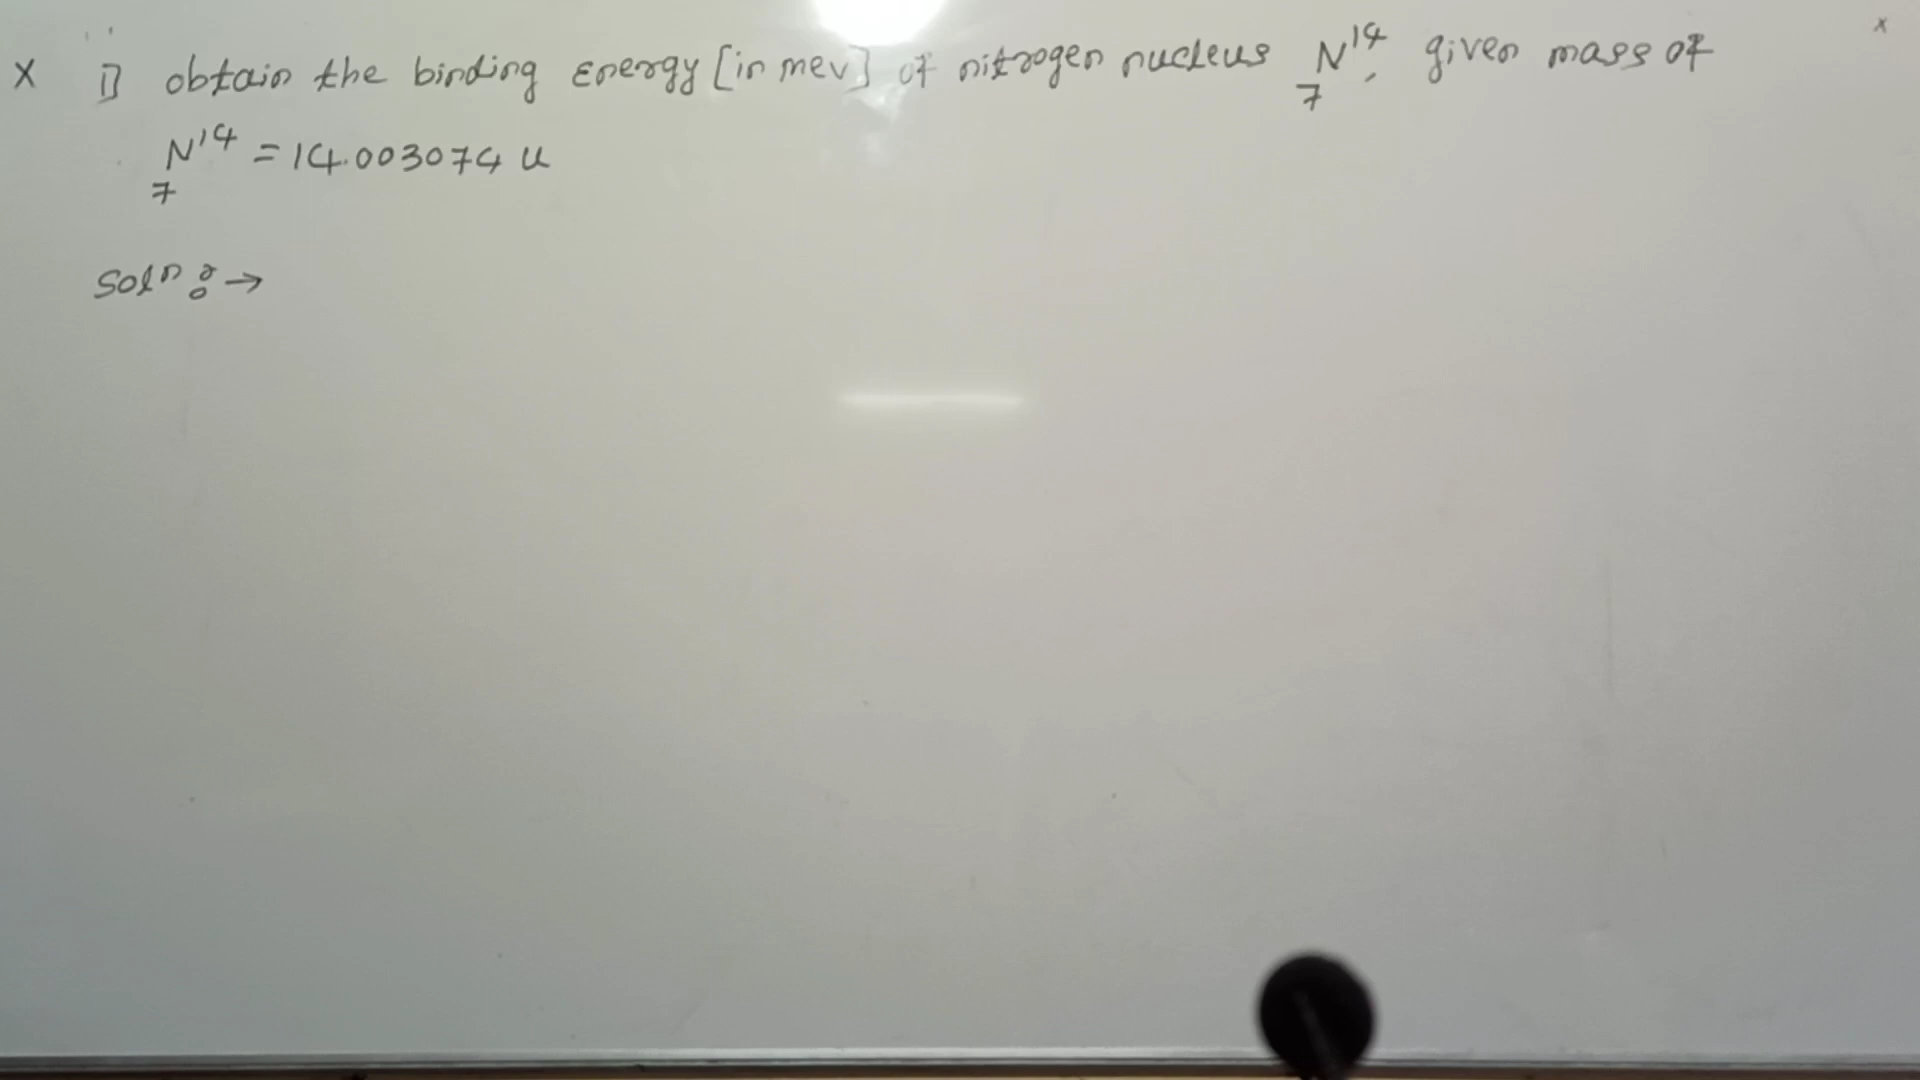 X 1] obtain the binding energy [in mev] of nitrogen nucleus ₇N¹⁴, given mass of
₇N¹⁴ = 14.003074 u
Solⁿ : →
x